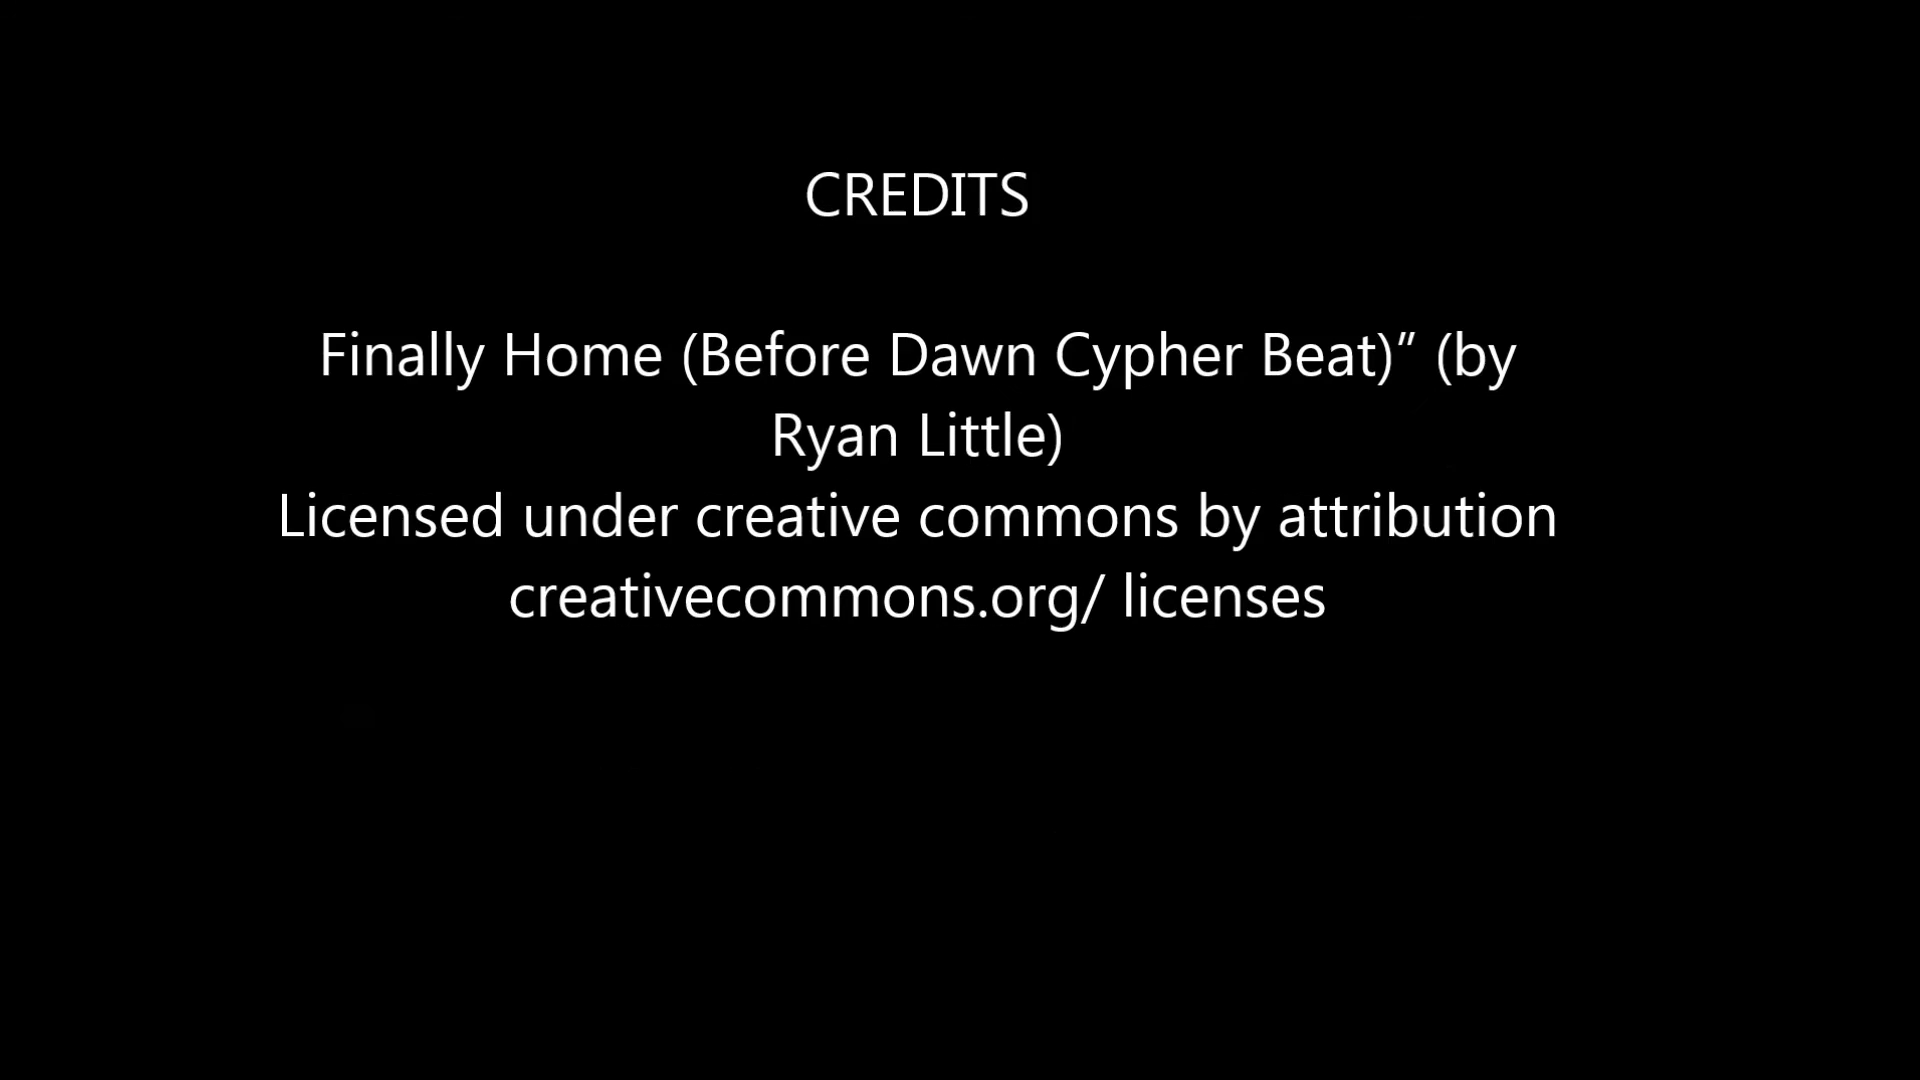 CREDITS
Finally Home (Before Dawn Cypher Beat)” (by
Ryan Little)
Licensed under creative commons by attribution
creativecommons.org/ licenses